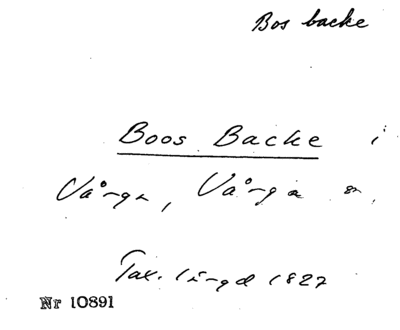 Bos backe
Boos Backe i
Vånga, Vånga sn.
Tax. längd 1827
Nr 10891